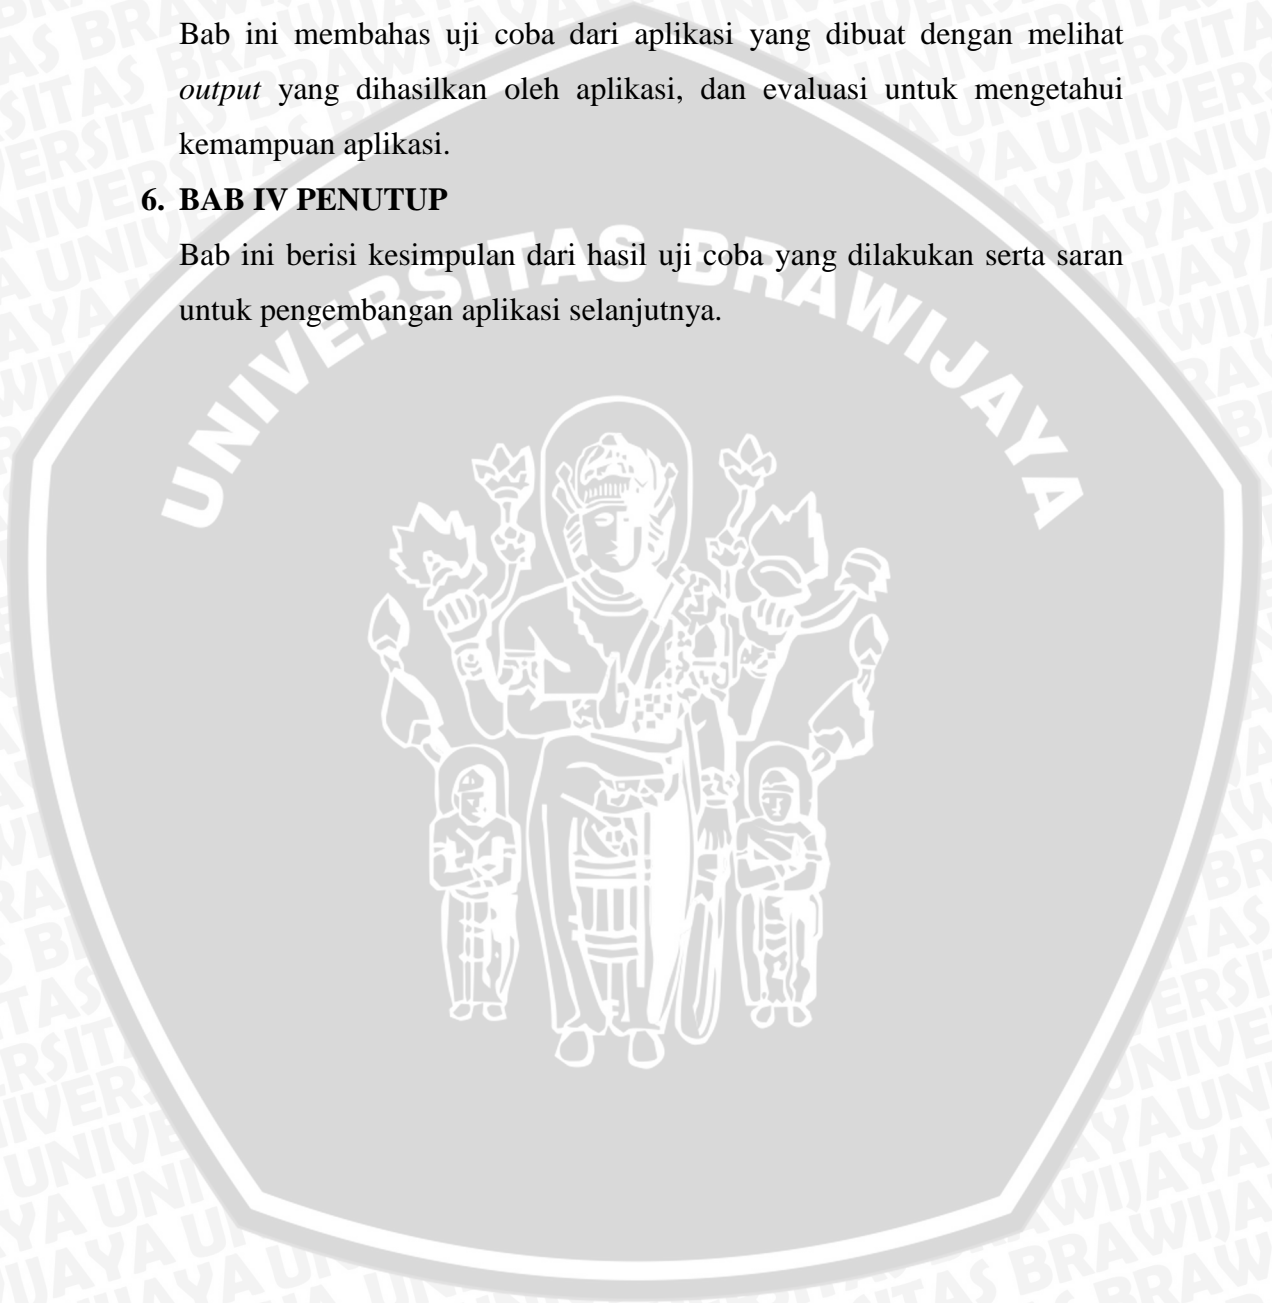 Bab ini membahas uji coba dari aplikasi yang dibuat dengan melihat
output yang dihasilkan oleh aplikasi, dan evaluasi untuk mengetahui
kemampuan aplikasi.
6. BAB IV PENUTUP
Bab ini berisi kesimpulan dari hasil uji coba yang dilakukan serta saran
untuk pengembangan aplikasi selanjutnya.
UNIVERSITAS BRAWIJAYA